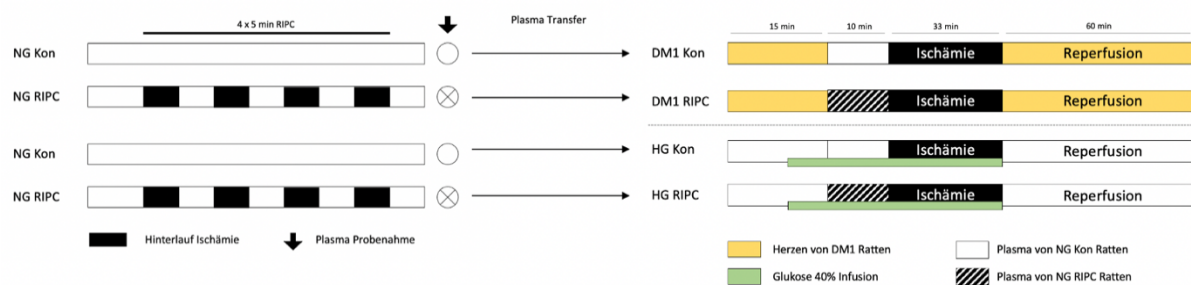 4 x 5 min RIPC
Plasma Transfer
15 min
10 min
33 min
60 min
NG Kon
DM1 Kon
Ischämie
Reperfusion
NG RIPC
DM1 RIPC
Ischämie
Reperfusion
NG Kon
HG Kon
Ischämie
Reperfusion
NG RIPC
HG RIPC
Ischämie
Reperfusion
Hinterlauf Ischämie
Plasma Probenahme
Herzen von DM1 Ratten
Plasma von NG Kon Ratten
Glukose 40% Infusion
Plasma von NG RIPC Ratten